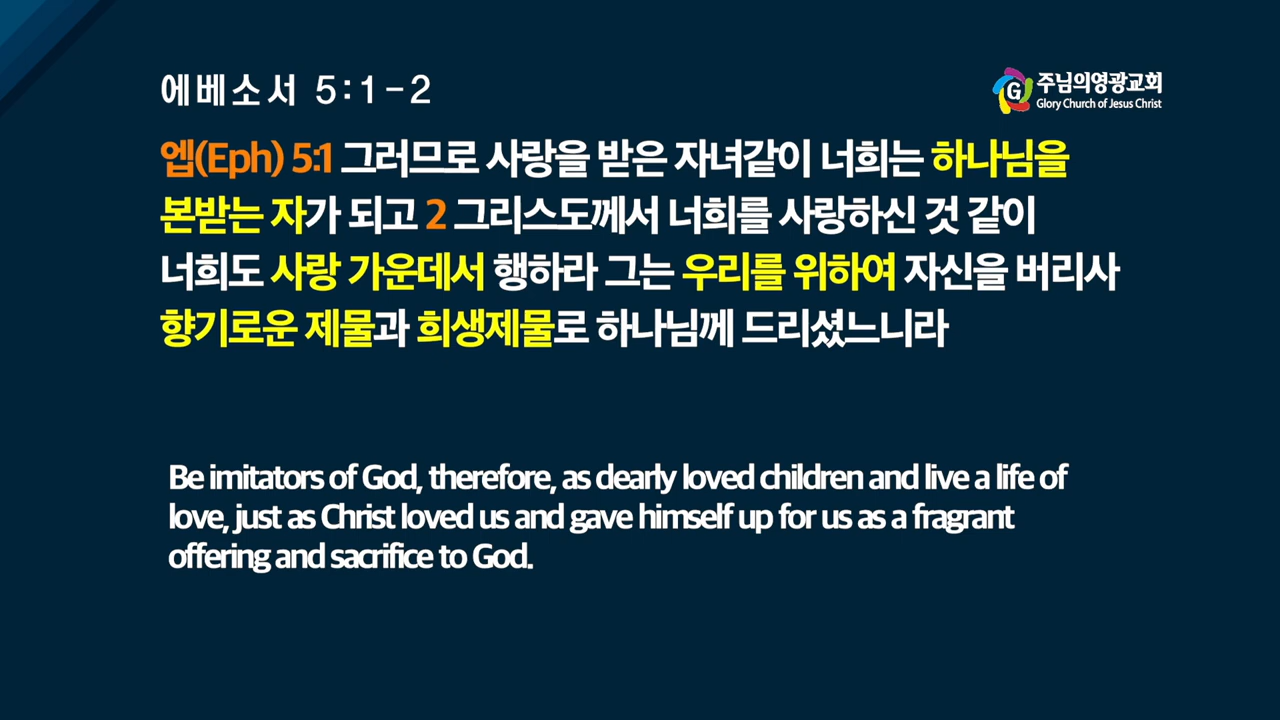 에베소서 5:1-2
G 주님의영광교회
Glory Church of Jesus Christ
엡(Eph) 5:1 그러므로 사랑을 받은 자녀같이 너희는 하나님을
본받는 자가 되고 2 그리스도께서 너희를 사랑하신 것 같이
너희도 사랑 가운데서 행하라 그는 우리를 위하여 자신을 버리사
향기로운 제물과 희생제물로 하나님께 드리셨느니라
Be imitators of God, therefore, as dearly loved children and live a life of
love, just as Christ loved us and gave himself up for us as a fragrant
offering and sacrifice to God.